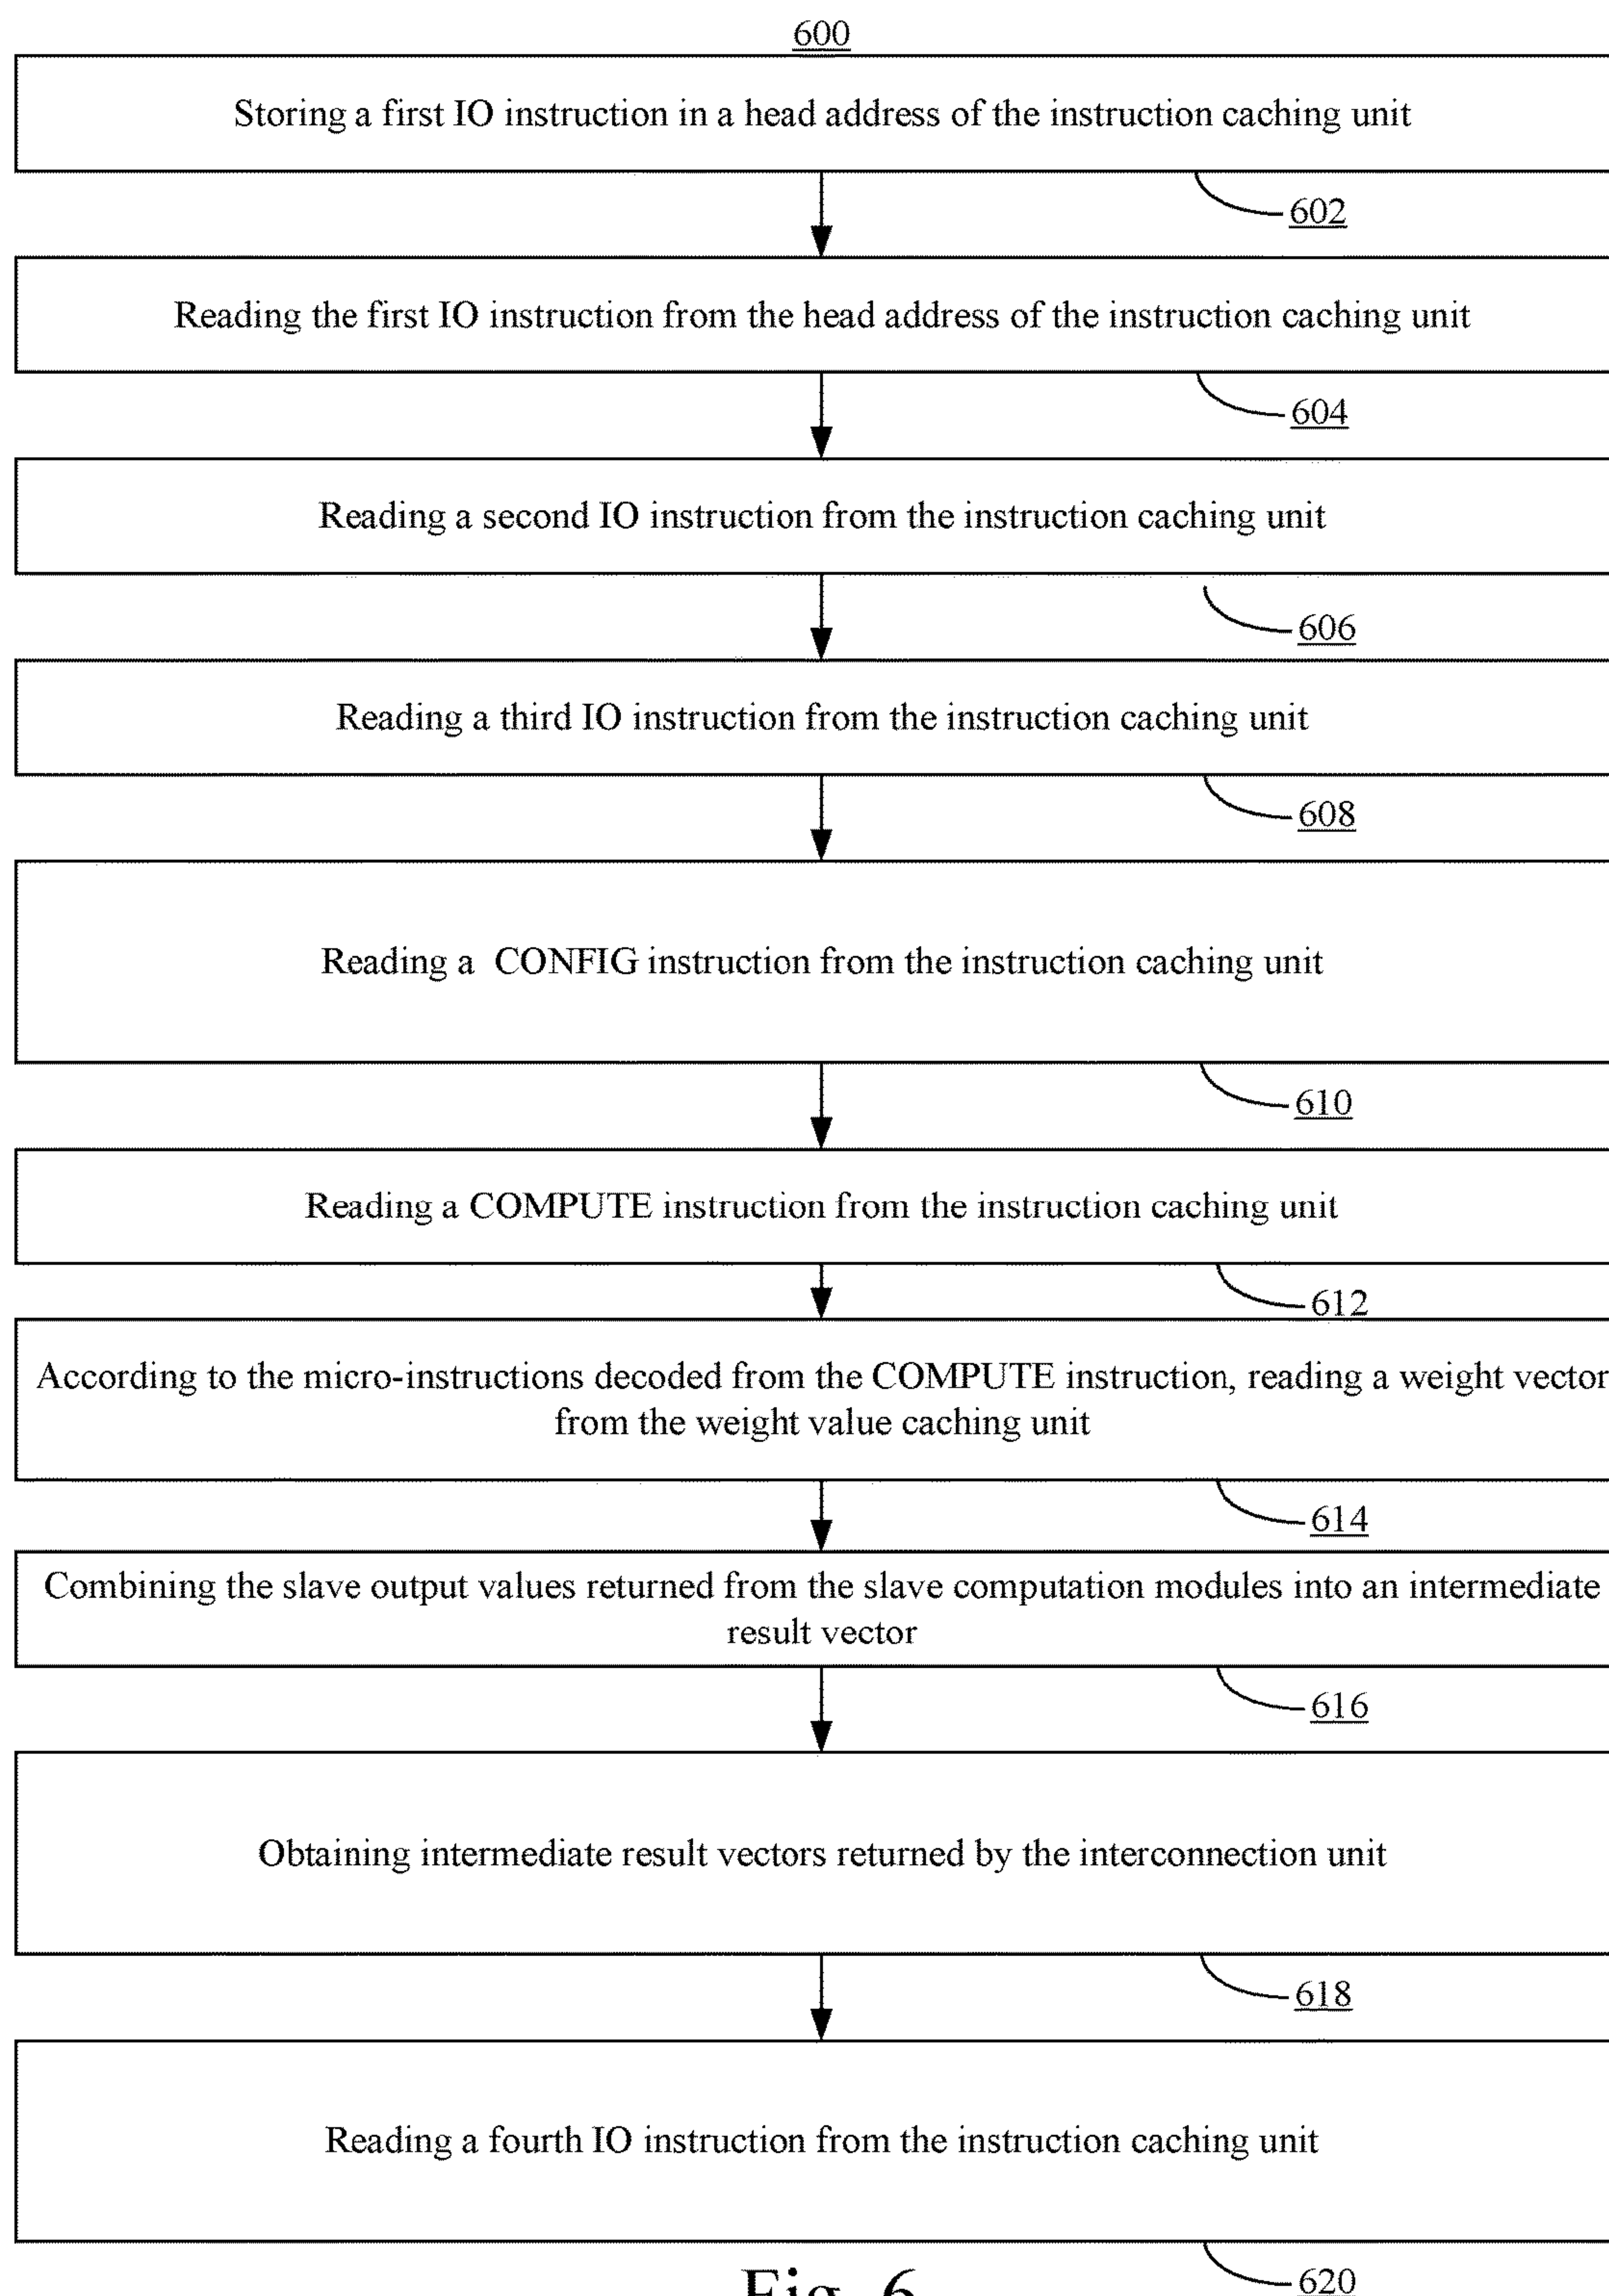 600
Storing a first IO instruction in a head address of the instruction caching unit
602
Reading the first IO instruction from the head address of the instruction caching unit
604
Reading a second IO instruction from the instruction caching unit
606
Reading a third IO instruction from the instruction caching unit
608
Reading a CONFIG instruction from the instruction caching unit
610
Reading a COMPUTE instruction from the instruction caching unit
612
According to the micro-instructions decoded from the COMPUTE instruction, reading a weight vector
from the weight value caching unit
614
Combining the slave output values returned from the slave computation modules into an intermediate
result vector
616
Obtaining intermediate result vectors returned by the interconnection unit
618
Reading a fourth IO instruction from the instruction caching unit
620
Fig. 6